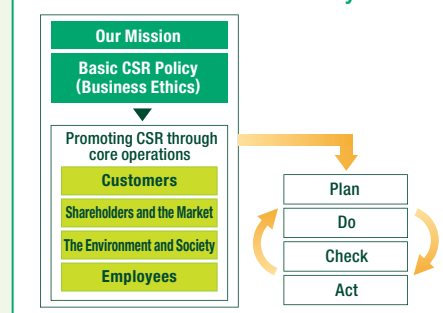 Our Mission
Basic CSR Policy
(Business Ethics)
Promoting CSR through
core operations
Customers
Shareholders and the Market
The Environment and Society
Employees
Plan
Do
Check
Act